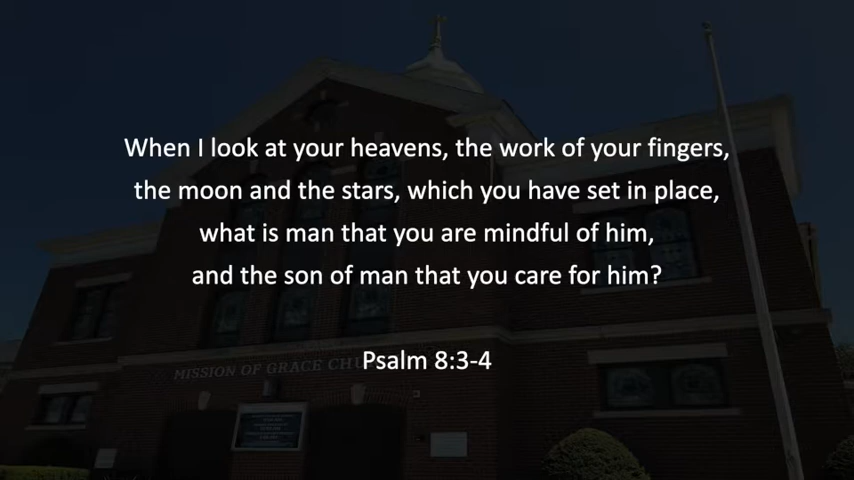 When I look at your heavens, the work of your fingers,
the moon and the stars, which you have set in place,
what is man that you are mindful of him,
and the son of man that you care for him?
Psalm 8:3-4
MISSION OF GRACE